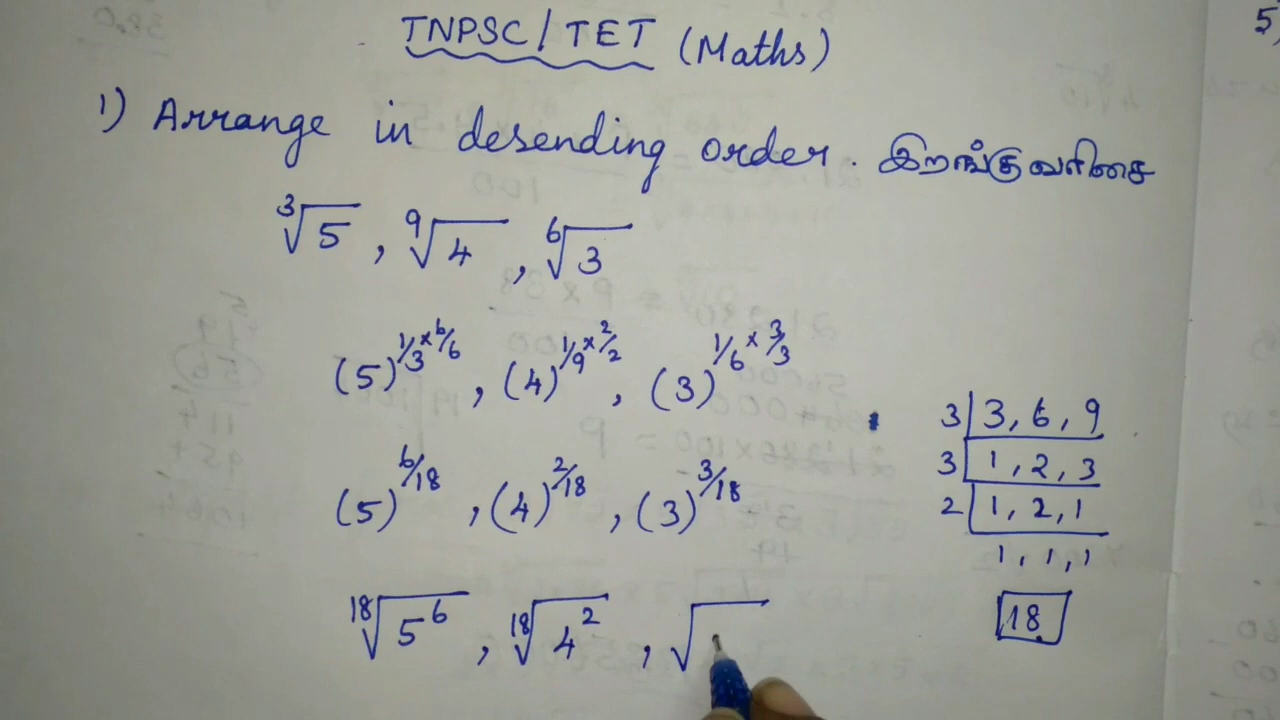 TNPSC/TET (Maths)
1) Arrange in desending order. இறங்குவரிசை
³√5, ⁹√4, ⁶√3
(5)^1/3×6/6, (4)^1/9×2/2, (3)^1/6×3/3
(5)^6/18, (4)^2/18, (3)^3/18
¹⁸√5⁶, ¹⁸√4², √
3 | 3, 6, 9
3 | 1, 2, 3
2 | 1, 2, 1
1, 1, 1
18
5)